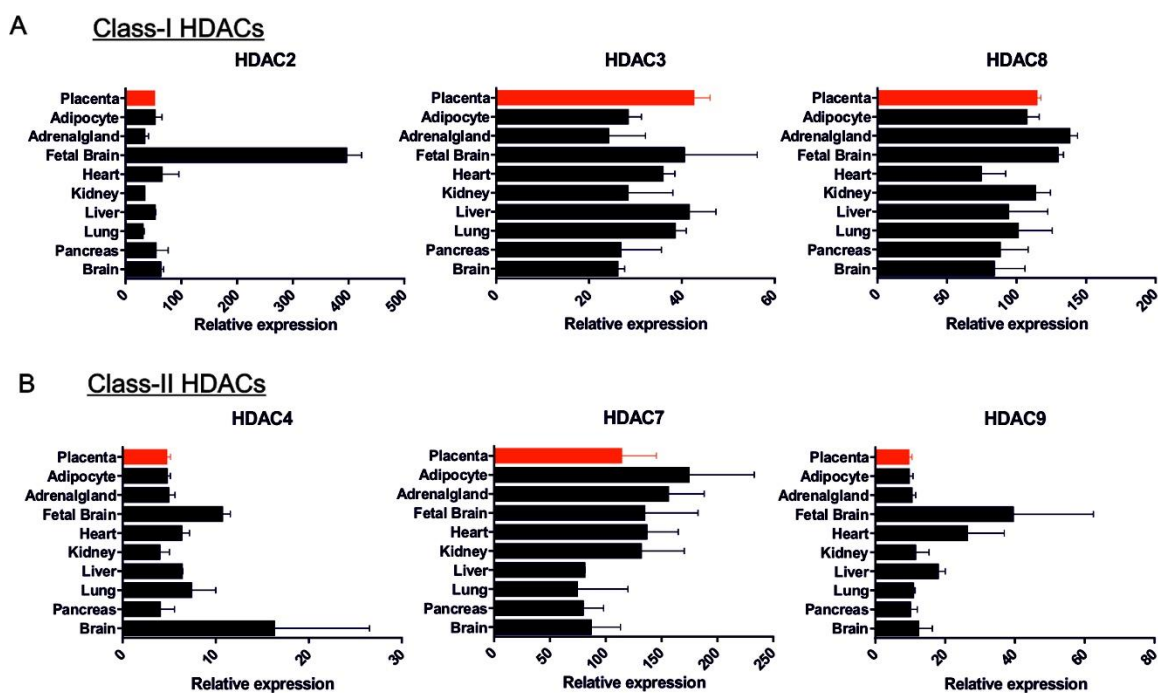 A Class-I HDACs
HDAC2
Placenta
Adipocyte
Adrenalgland
Fetal Brain
Heart
Kidney
Liver
Lung
Pancreas
Brain
0 100 200 300 400 500
Relative expression
HDAC3
Placenta
Adipocyte
Adrenalgland
Fetal Brain
Heart
Kidney
Liver
Lung
Pancreas
Brain
0 20 40 60
Relative expression
HDAC8
Placenta
Adipocyte
Adrenalgland
Fetal Brain
Heart
Kidney
Liver
Lung
Pancreas
Brain
0 50 100 150 200
Relative expression
B Class-II HDACs
HDAC4
Placenta
Adipocyte
Adrenalgland
Fetal Brain
Heart
Kidney
Liver
Lung
Pancreas
Brain
0 10 20 30
Relative expression
HDAC7
Placenta
Adipocyte
Adrenalgland
Fetal Brain
Heart
Kidney
Liver
Lung
Pancreas
Brain
0 50 100 150 200 250
Relative expression
HDAC9
Placenta
Adipocyte
Adrenalgland
Fetal Brain
Heart
Kidney
Liver
Lung
Pancreas
Brain
0 20 40 60 80
Relative expression